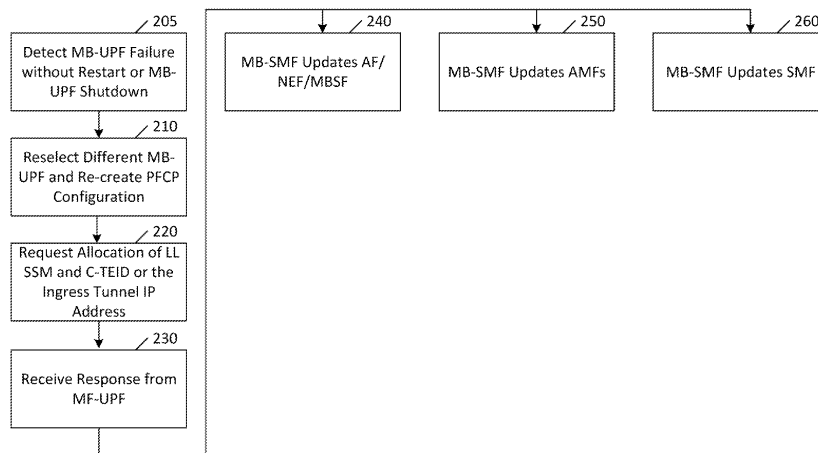 205
Detect MB-UPF Failure
without Restart or MB-
UPF Shutdown
210
Reselect Different MB-
UPF and Re-create PFCP
Configuration
220
Request Allocation of LL
SSM and C-TEID or the
Ingress Tunnel IP
Address
230
Receive Response from
MF-UPF
240
MB-SMF Updates AF/
NEF/MBSF
250
MB-SMF Updates AMFs
260
MB-SMF Updates SMF